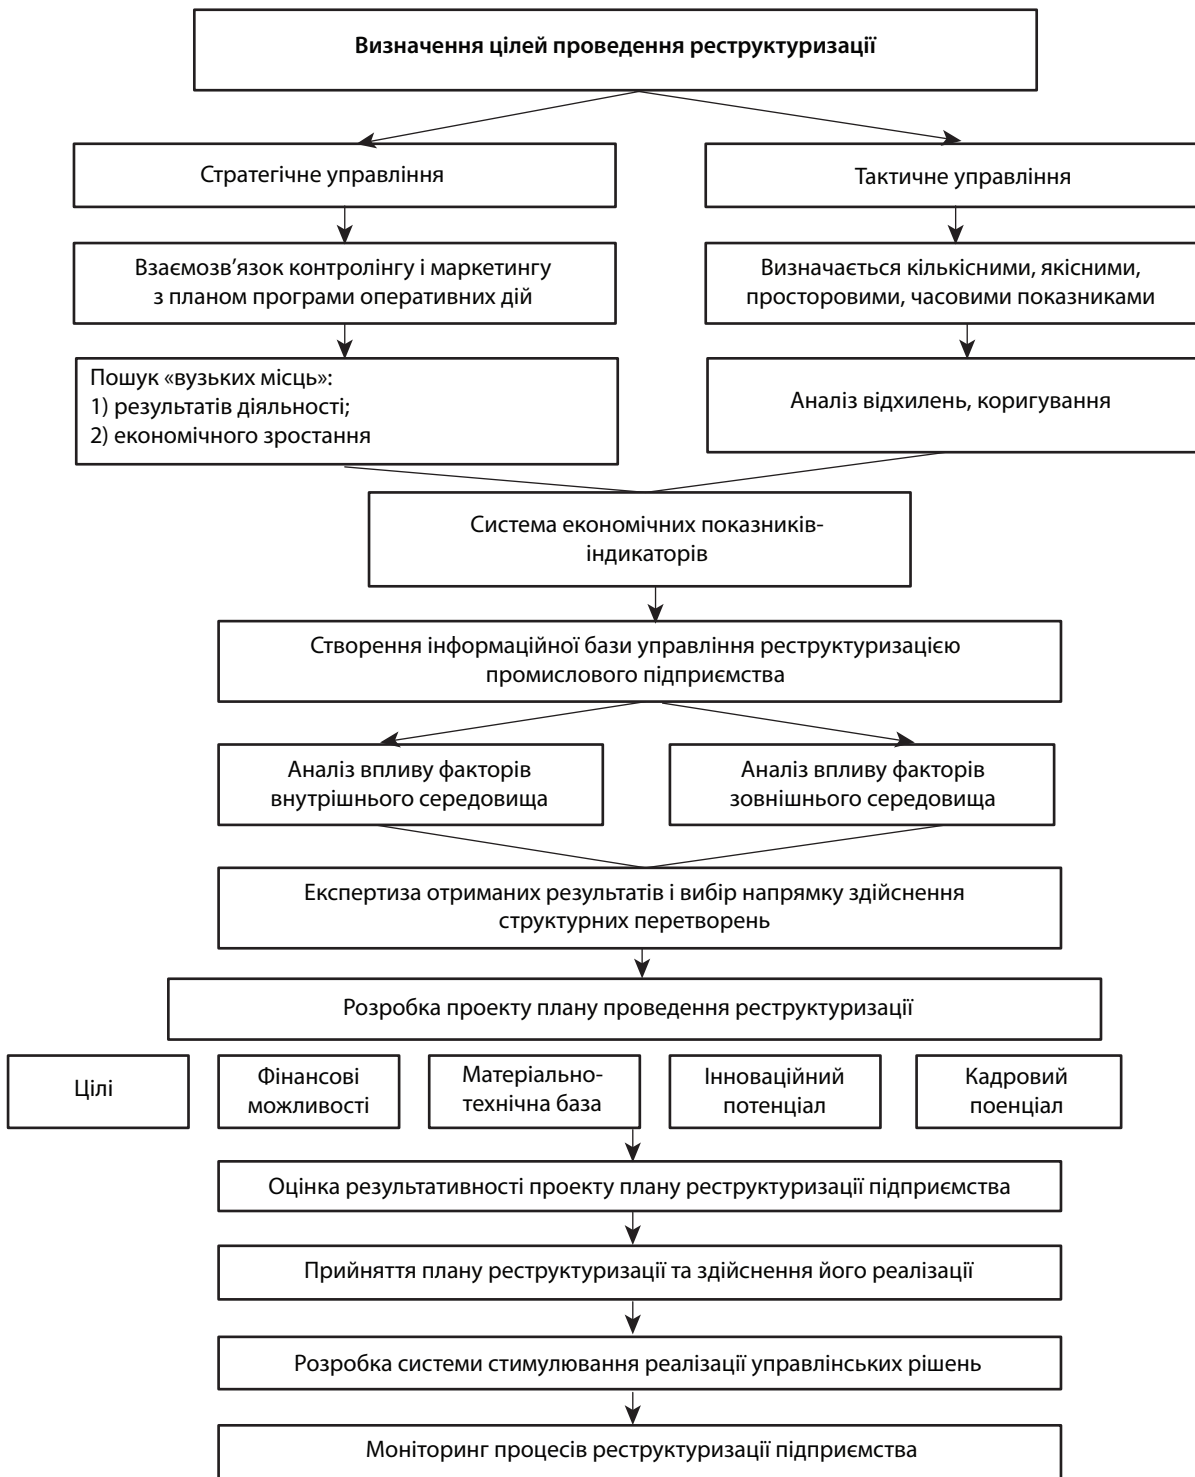 Визначення цілей проведення реструктуризації
Стратегічне управління
Тактичне управління
Взаємозв'язок контролінгу і маркетингу
з планом програми оперативних дій
Визначається кількісними, якісними,
просторовими, часовими показниками
Пошук «вузьких місць»:
1) результатів діяльності;
2) економічного зростання
Аналіз відхилень, коригування
Система економічних показників-
індикаторів
Створення інформаційної бази управління реструктуризацією
промислового підприємства
Аналіз впливу факторів
внутрішнього середовища
Аналіз впливу факторів
зовнішнього середовища
Експертиза отриманих результатів і вибір напрямку здійснення
структурних перетворень
Розробка проекту плану проведення реструктуризації
Цілі
Фінансові
можливості
Матеріально-
технічна база
Інноваційний
потенціал
Кадровий
поенціал
Оцінка результативності проекту плану реструктуризації підприємства
Прийняття плану реструктуризації та здійснення його реалізації
Розробка системи стимулювання реалізації управлінських рішень
Моніторинг процесів реструктуризації підприємства